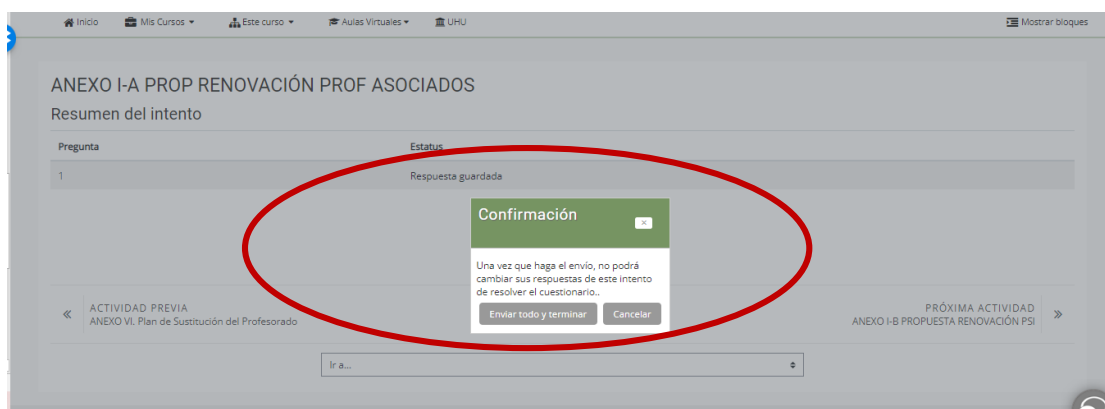 Inicio Mis Cursos Este curso Aulas Virtuales UHU Mostrar bloques
ANEXO I-A PROP RENOVACIÓN PROF ASOCIADOS
Resumen del intento
Pregunta Estatus
1 Respuesta guardada
Confirmación
Una vez que haga el envío, no podrá
cambiar sus respuestas de este intento
de resolver el cuestionario..
Enviar todo y terminar Cancelar
ACTIVIDAD PREVIA
ANEXO VI. Plan de Sustitución del Profesorado
PRÓXIMA ACTIVIDAD
ANEXO I-B PROPUESTA RENOVACIÓN PSI
Ir a...